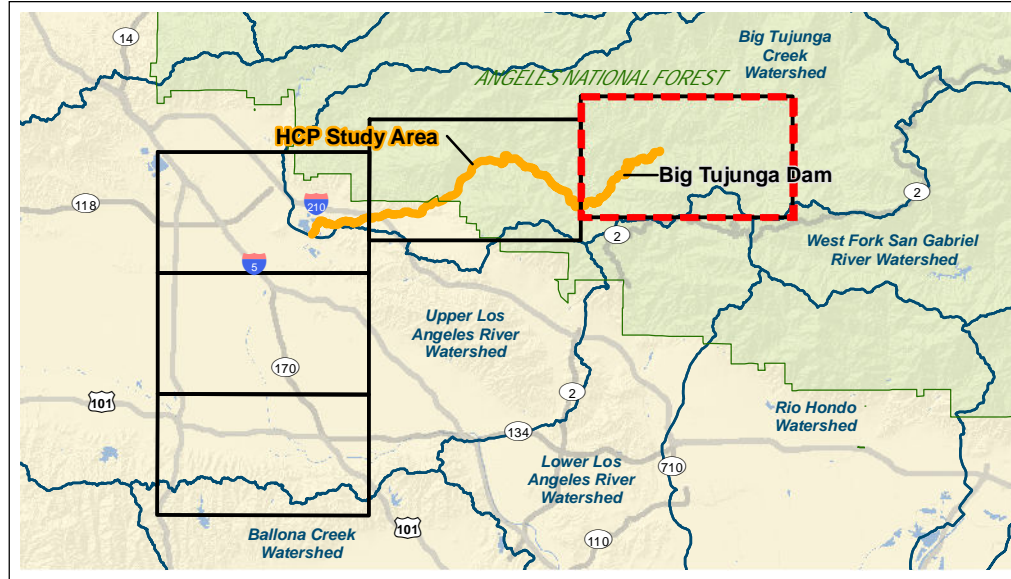 14
Big Tujunga
Creek
Watershed
ANGELES NATIONAL FOREST
HCP Study Area
Big Tujunga Dam
118
210
2
2
5
West Fork San Gabriel
River Watershed
Upper Los
Angeles River
Watershed
170
101
2
134
Rio Hondo
Watershed
Lower Los
Angeles River
Watershed
710
Ballona Creek
Watershed
101
110